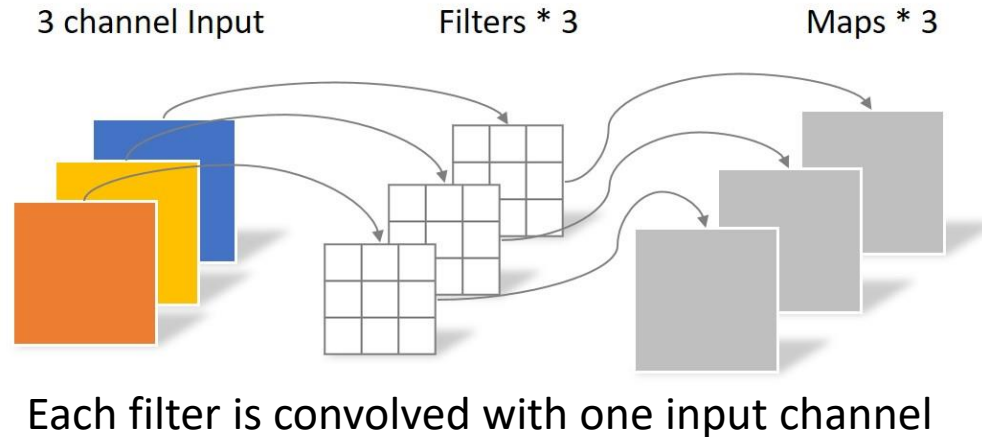 3 channel Input Filters * 3 Maps * 3
Each filter is convolved with one input channel